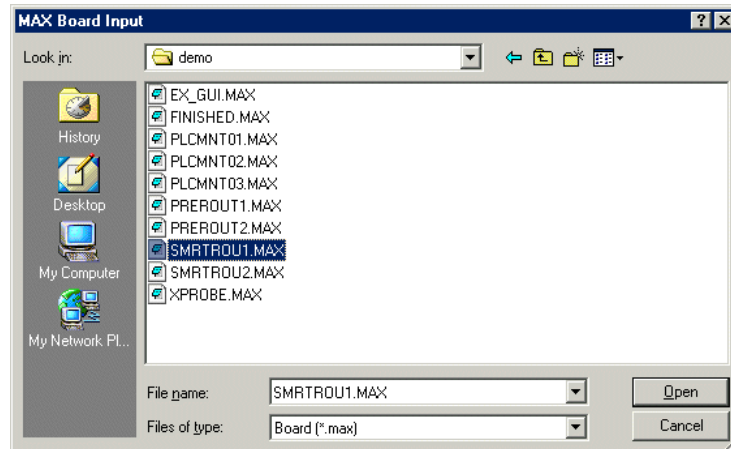 MAX Board Input
Look in: demo
EX_GUI.MAX
FINISHED.MAX
PLCMNT01.MAX
PLCMNT02.MAX
PLCMNT03.MAX
PREROUT1.MAX
PREROUT2.MAX
SMRTROU1.MAX
SMRTROU2.MAX
XPROBE.MAX
History
Desktop
My Computer
My Network Pl...
File name: SMRTROU1.MAX Open
Files of type: Board (*.max) Cancel